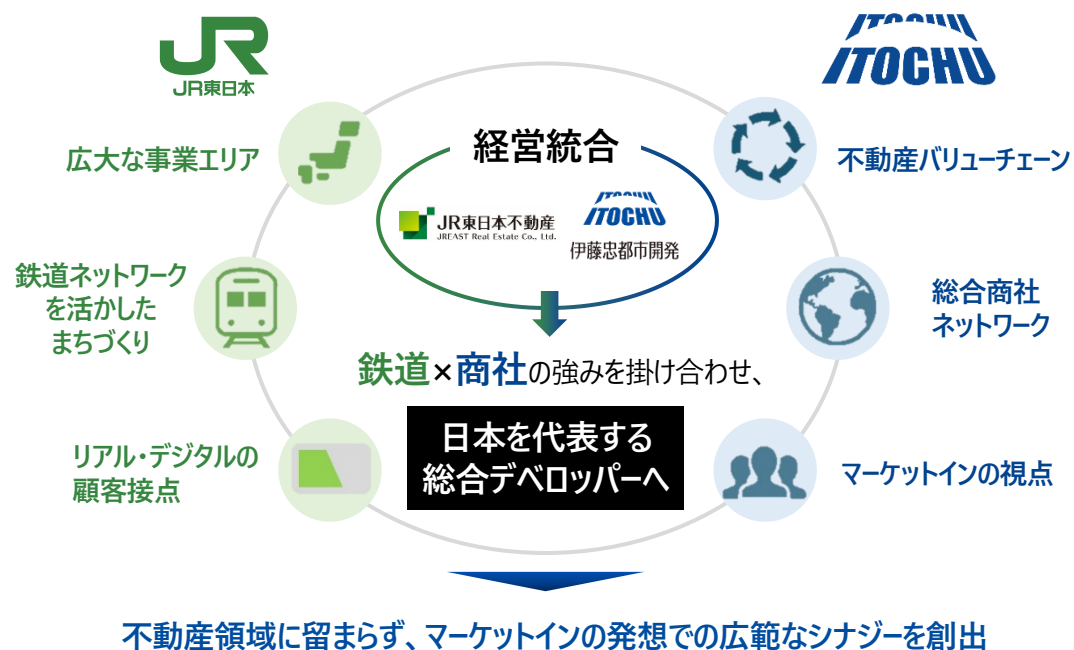 JR
JR東日本
ITOCHU
ITOCHU
広大な事業エリア
経営統合
不動産バリューチェーン
JR東日本不動産
JREAST Real Estate Co., Ltd.
ITOCHU
ITOCHU
伊藤忠都市開発
鉄道ネットワーク
を活かした
まちづくり
総合商社
ネットワーク
鉄道×商社の強みを掛け合わせ、
日本を代表する
総合デベロッパーへ
リアル・デジタルの
顧客接点
マーケットインの視点
不動産領域に留まらず、マーケットインの発想での広範なシナジーを創出